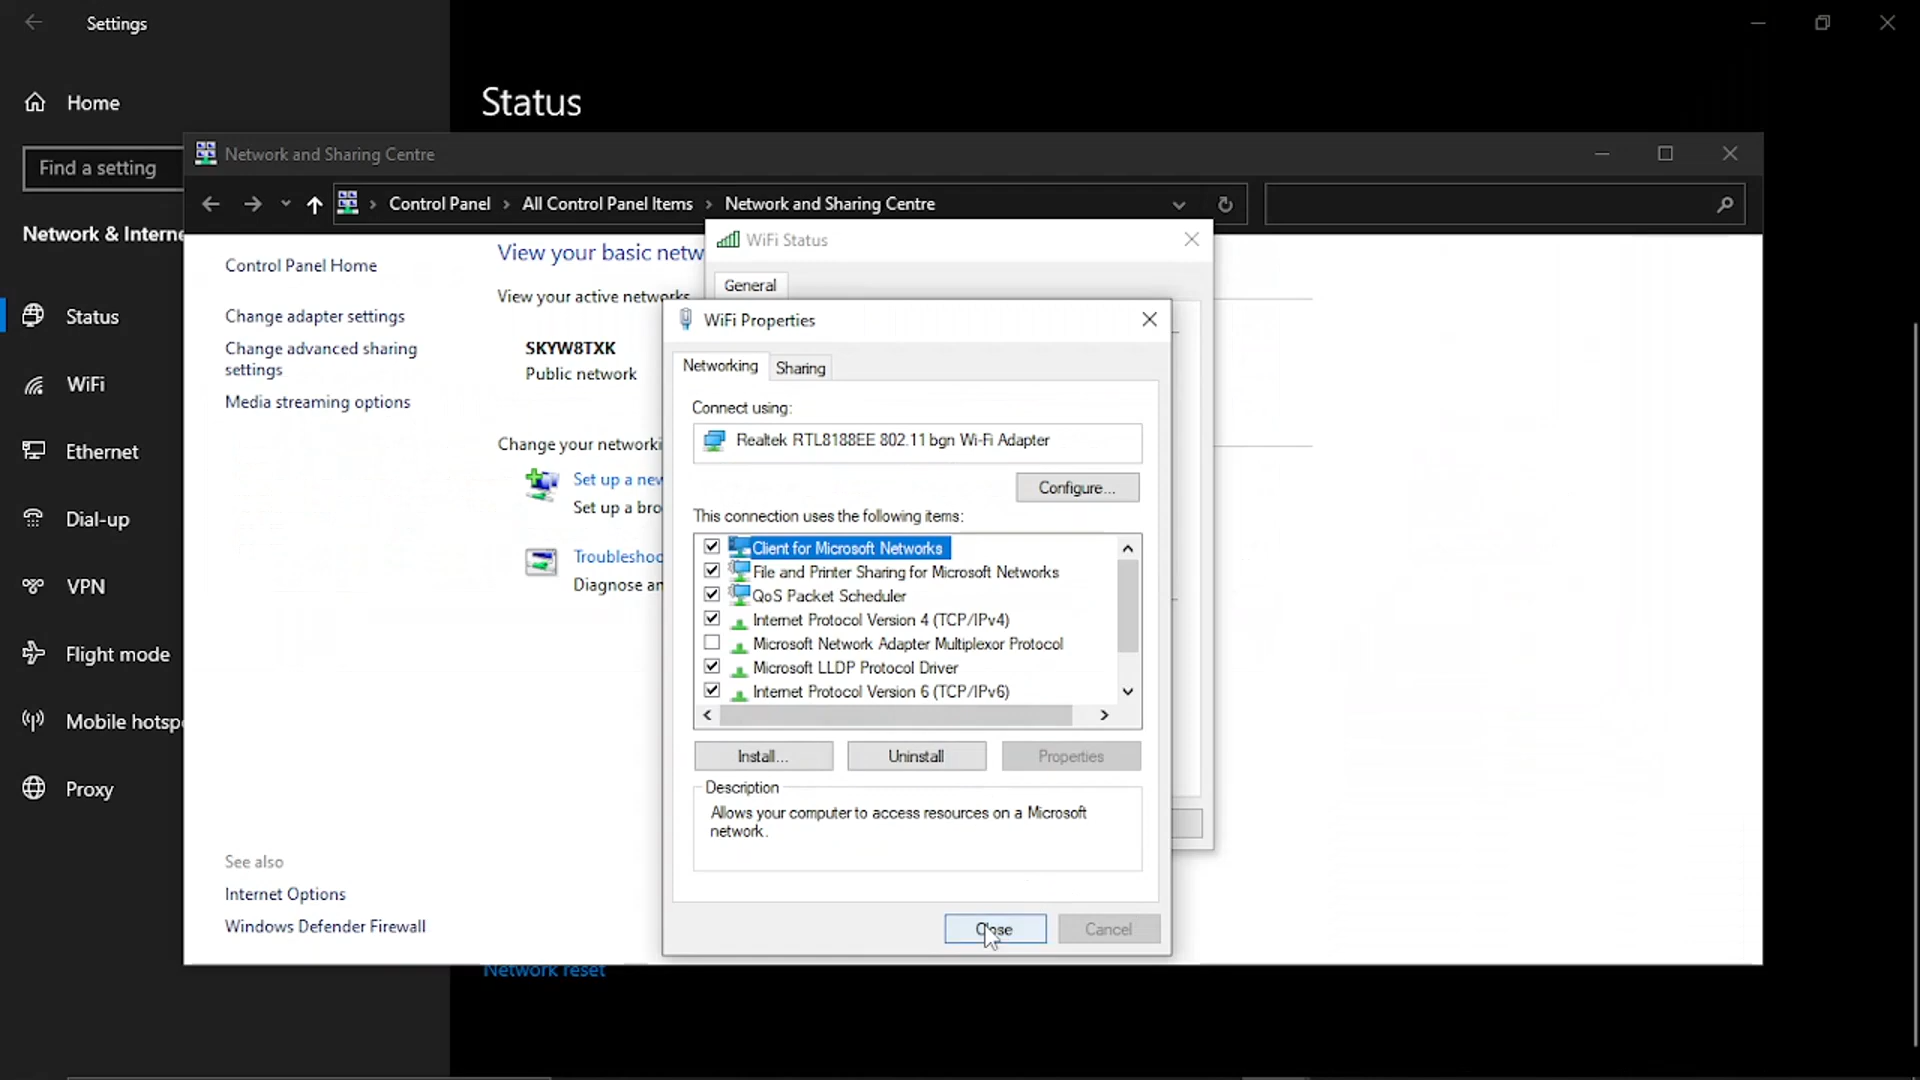 Settings
Home
Find a setting
Network & Interne
Status
WiFi
Ethernet
Dial-up
VPN
Flight mode
Mobile hotsp
Proxy
Status
Network and Sharing Centre
Control Panel > All Control Panel Items > Network and Sharing Centre
Control Panel Home
Change adapter settings
Change advanced sharing
settings
Media streaming options
See also
Internet Options
Windows Defender Firewall
View your basic netw
View your active networks
SKYW8TXK
Public network
Change your networki
Set up a new
Set up a bro
Troubleshoo
Diagnose an
WiFi Status
General
WiFi Properties
Networking
Sharing
Connect using:
Realtek RTL8188EE 802.11 bgn Wi-Fi Adapter
Configure...
This connection uses the following items:
Client for Microsoft Networks
File and Printer Sharing for Microsoft Networks
QoS Packet Scheduler
Internet Protocol Version 4 (TCP/IPv4)
Microsoft Network Adapter Multiplexor Protocol
Microsoft LLDP Protocol Driver
Internet Protocol Version 6 (TCP/IPv6)
Install...
Uninstall
Properties
Description
Allows your computer to access resources on a Microsoft
network.
Close
Cancel
Network reset